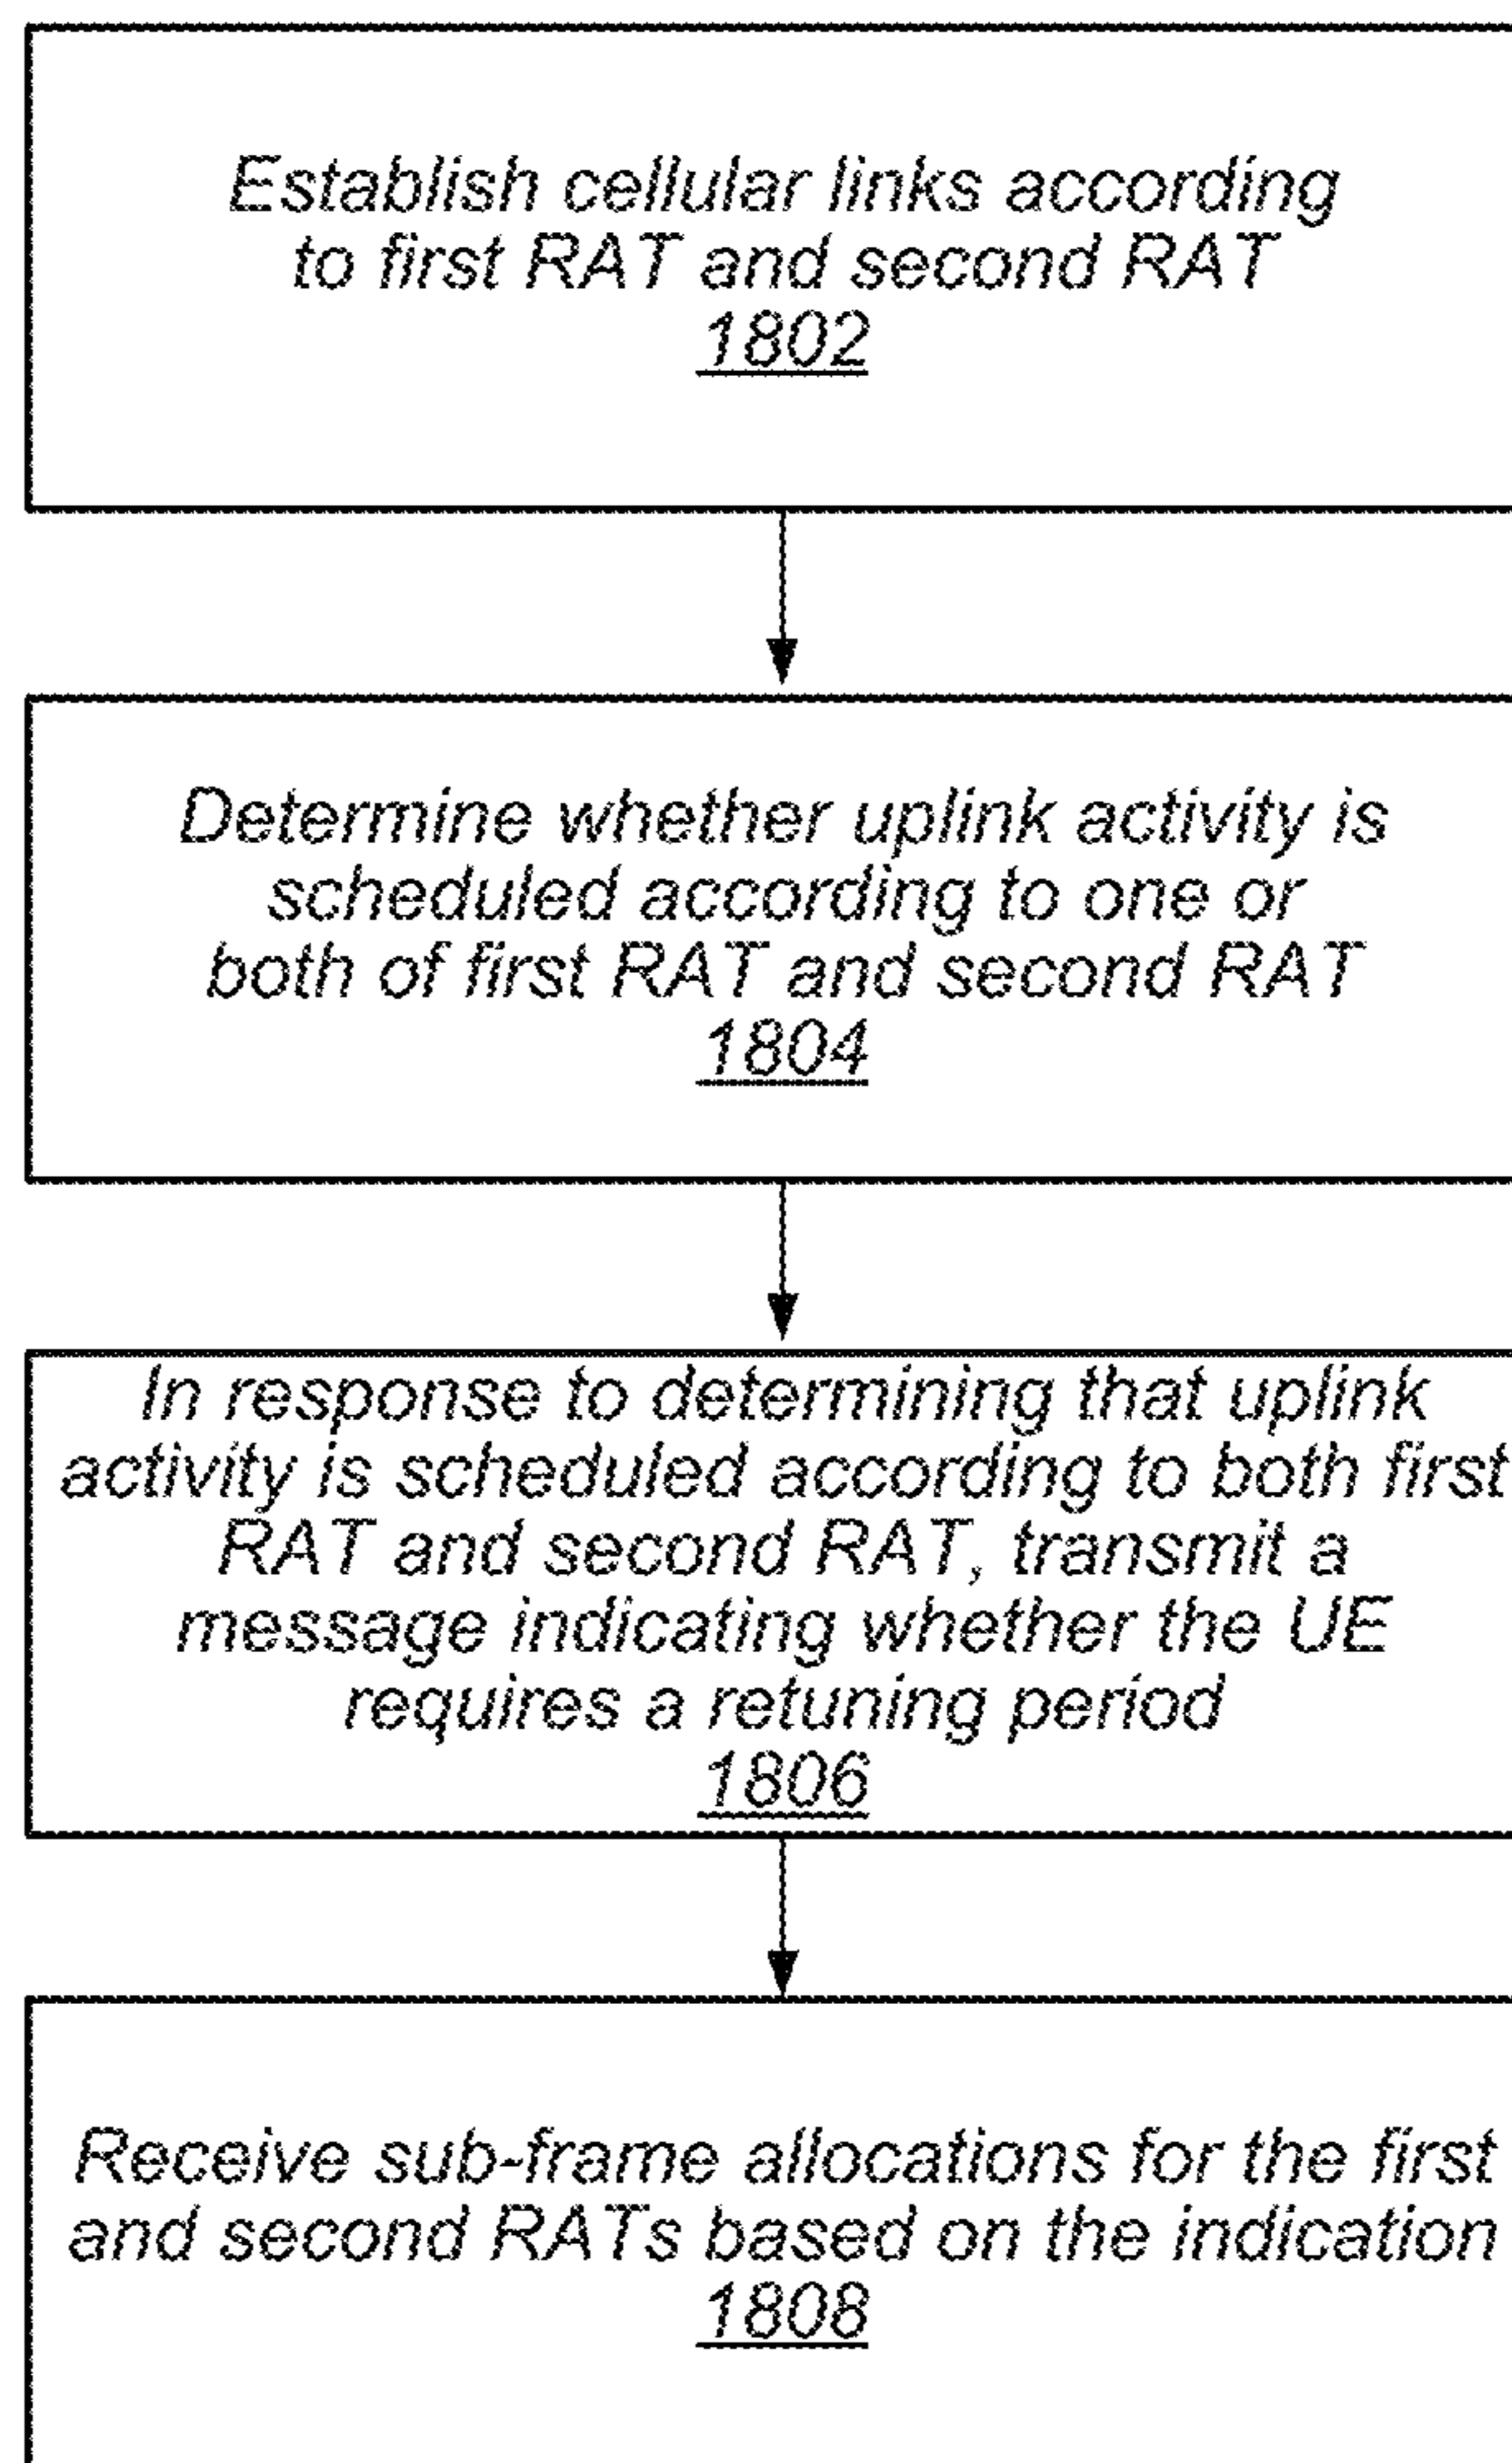 Establish cellular links according
to first RAT and second RAT
1802
Determine whether uplink activity is
scheduled according to one or
both of first RAT and second RAT
1804
In response to determining that uplink
activity is scheduled according to both first
RAT and second RAT, transmit a
message indicating whether the UE
requires a retuning period
1806
Receive sub-frame allocations for the first
and second RATs based on the indication
1808